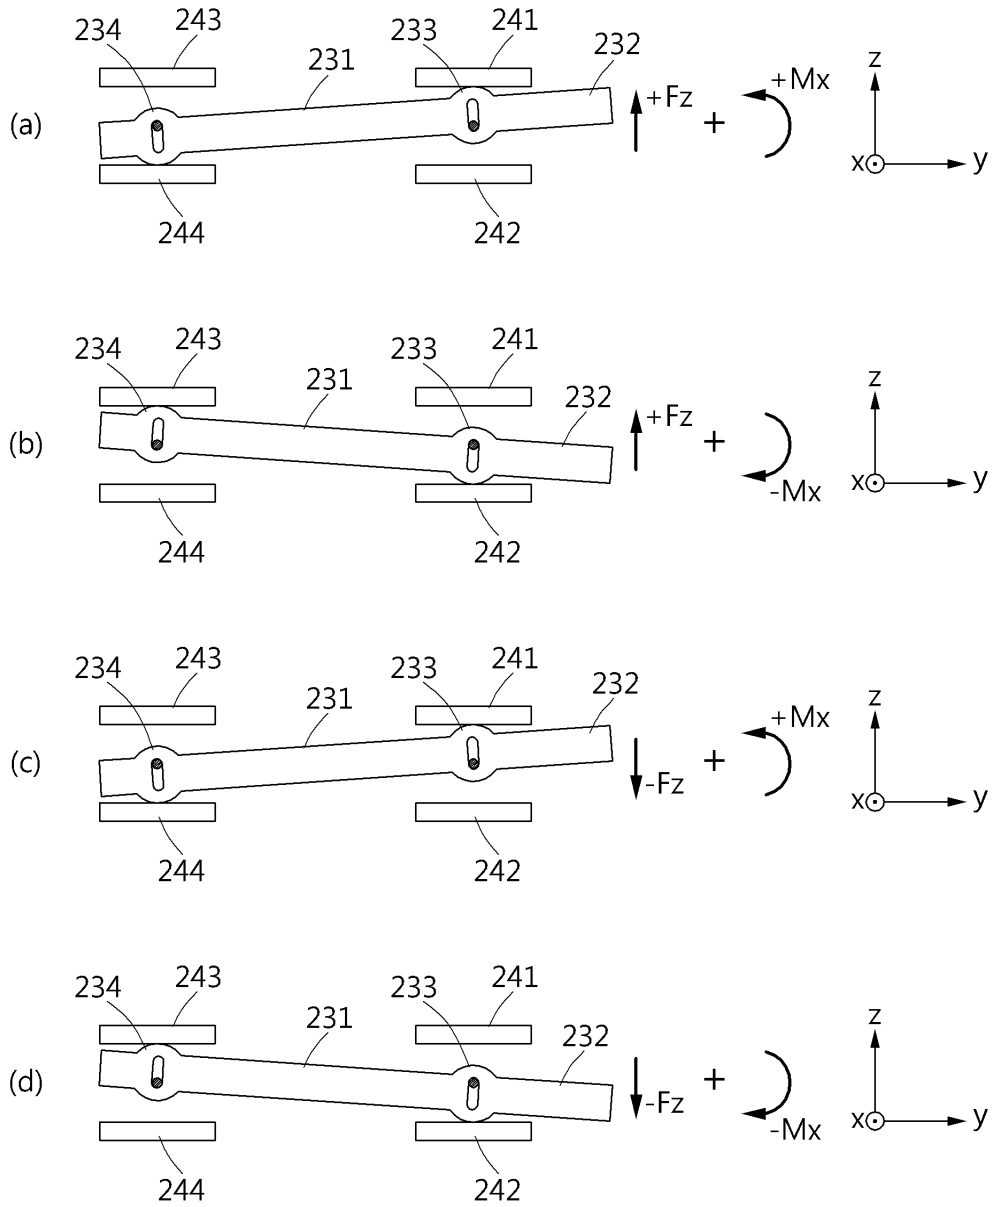 234 243 233 241
231 232
+Fz + +Mx z
(a)
x y
244 242
234 243 233 241
231 232
+Fz + z
(b)
-Mx x y
244 242
234 243 233 241
231 232
+Mx z
(c) +
-Fz x y
244 242
234 243 233 241
231 232
z
(d) +
-Fz -Mx x y
244 242